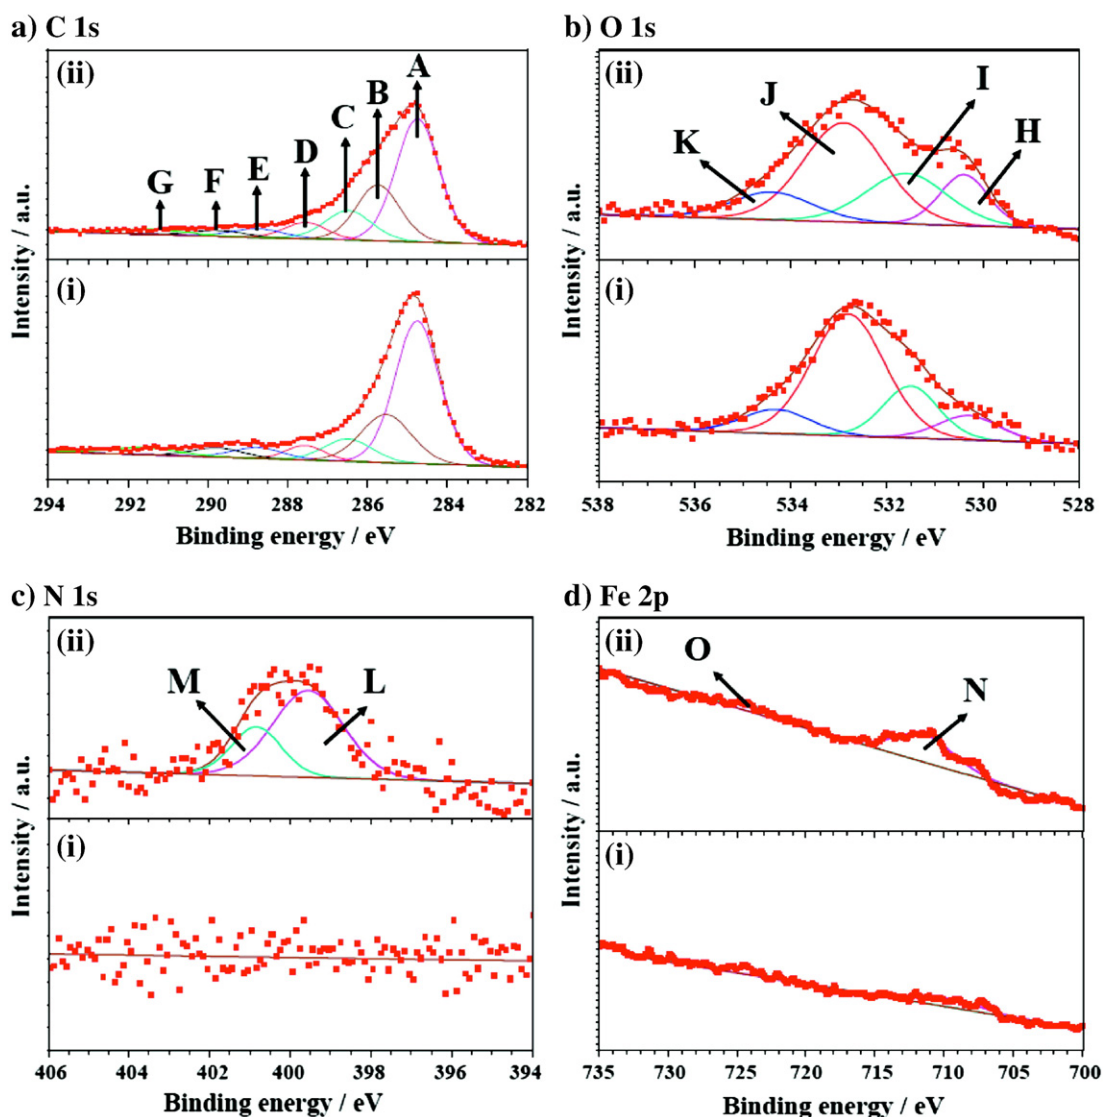 a) C 1s
(ii)
A
B
C
D
E
F
G
(i)
Intensity / a.u.
294 292 290 288 286 284 282
Binding energy / eV
b) O 1s
(ii)
I
J
H
K
(i)
Intensity / a.u.
538 536 534 532 530 528
Binding energy / eV
c) N 1s
(ii)
M
L
(i)
Intensity / a.u.
406 404 402 400 398 396 394
Binding energy / eV
d) Fe 2p
(ii)
O
N
(i)
Intensity / a.u.
735 730 725 720 715 710 705 700
Binding energy / eV